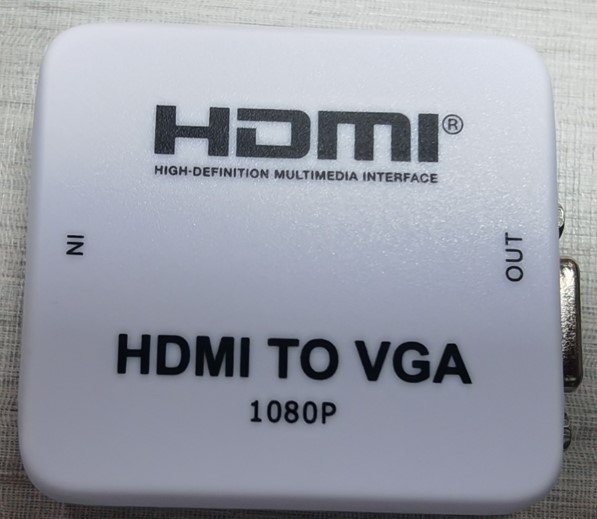 HDMI®
HIGH-DEFINITION MULTIMEDIA INTERFACE
IN
OUT
HDMI TO VGA
1080P